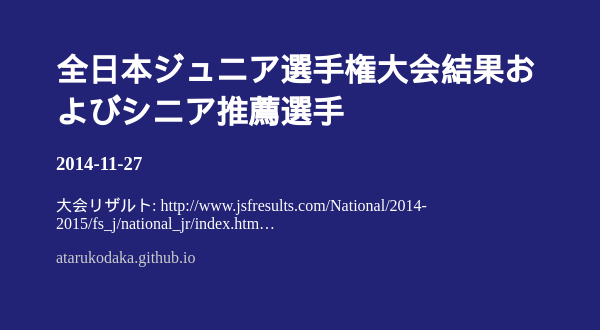 全日本ジュニア選手権大会結果お
よびシニア推薦選手
2014-11-27
大会リザルト: http://www.jsfresults.com/National/2014-
2015/fs_j/national_jr/index.htm…
atarukodaka.github.io